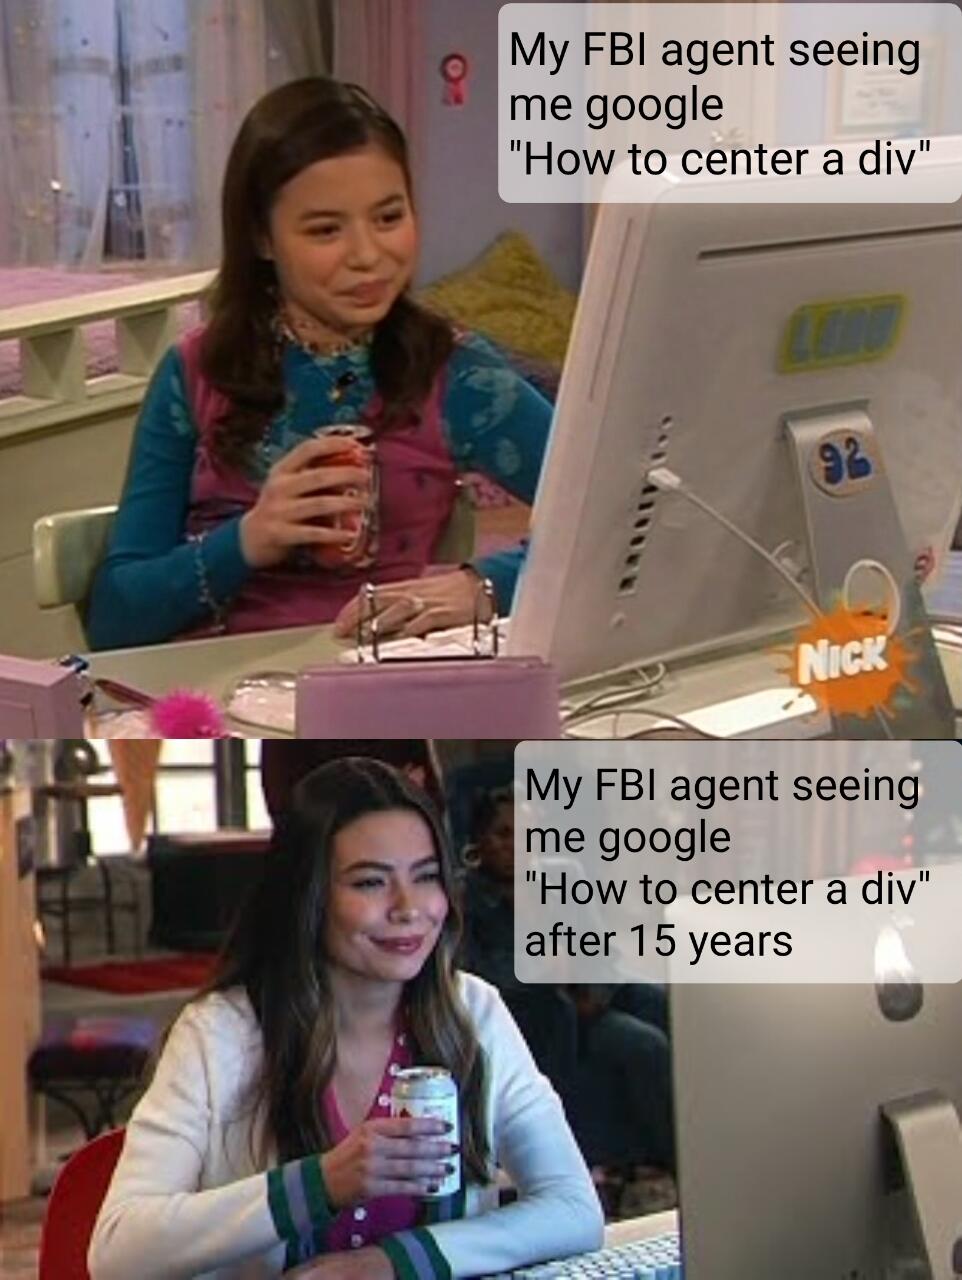 My FBI agent seeing
me google
"How to center a div"
92
NICK
My FBI agent seeing
me google
"How to center a div"
after 15 years